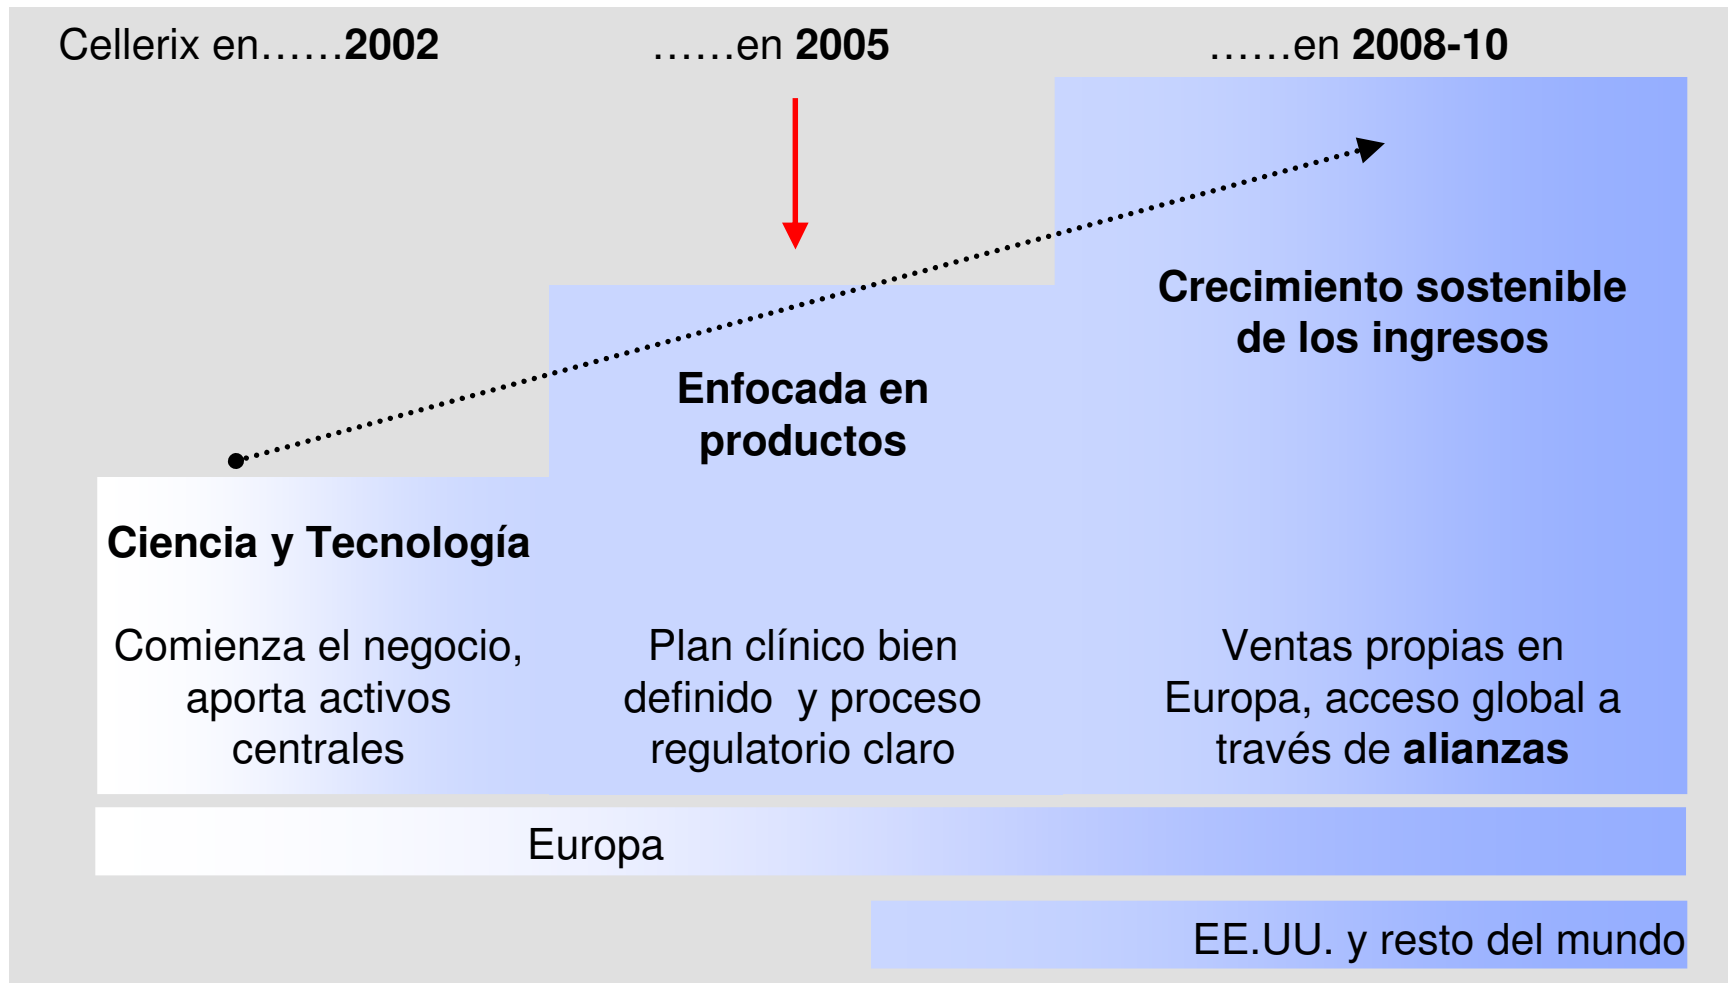 Cellerix en……2002
……en 2005
……en 2008-10
Crecimiento sostenible
de los ingresos
Enfocada en
productos
Ciencia y Tecnología
Comienza el negocio,
aporta activos
centrales
Plan clínico bien
definido  y proceso
regulatorio claro
Ventas propias en
Europa, acceso global a
través de alianzas
Europa
EE.UU. y resto del mundo